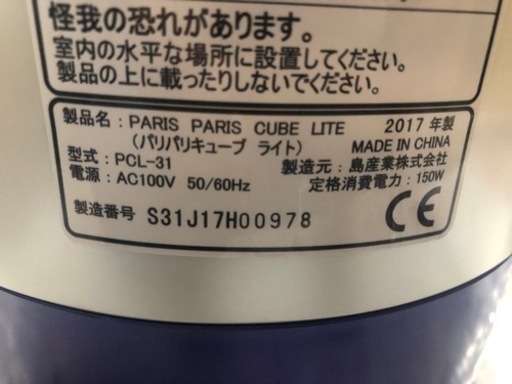 怪我の恐れがあります。
室内の水平な場所に設置してください。
製品の上に載ったりしないでください。
製品名：PARIS PARIS CUBE LITE 2017 年製
（パリパリキューブ ライト） MADE IN CHINA
型式：PCL-31 製造元：島産業株式会社
電源：AC100V 50/60Hz 定格消費電力：150W
製造番号 S31J17H00978 CE